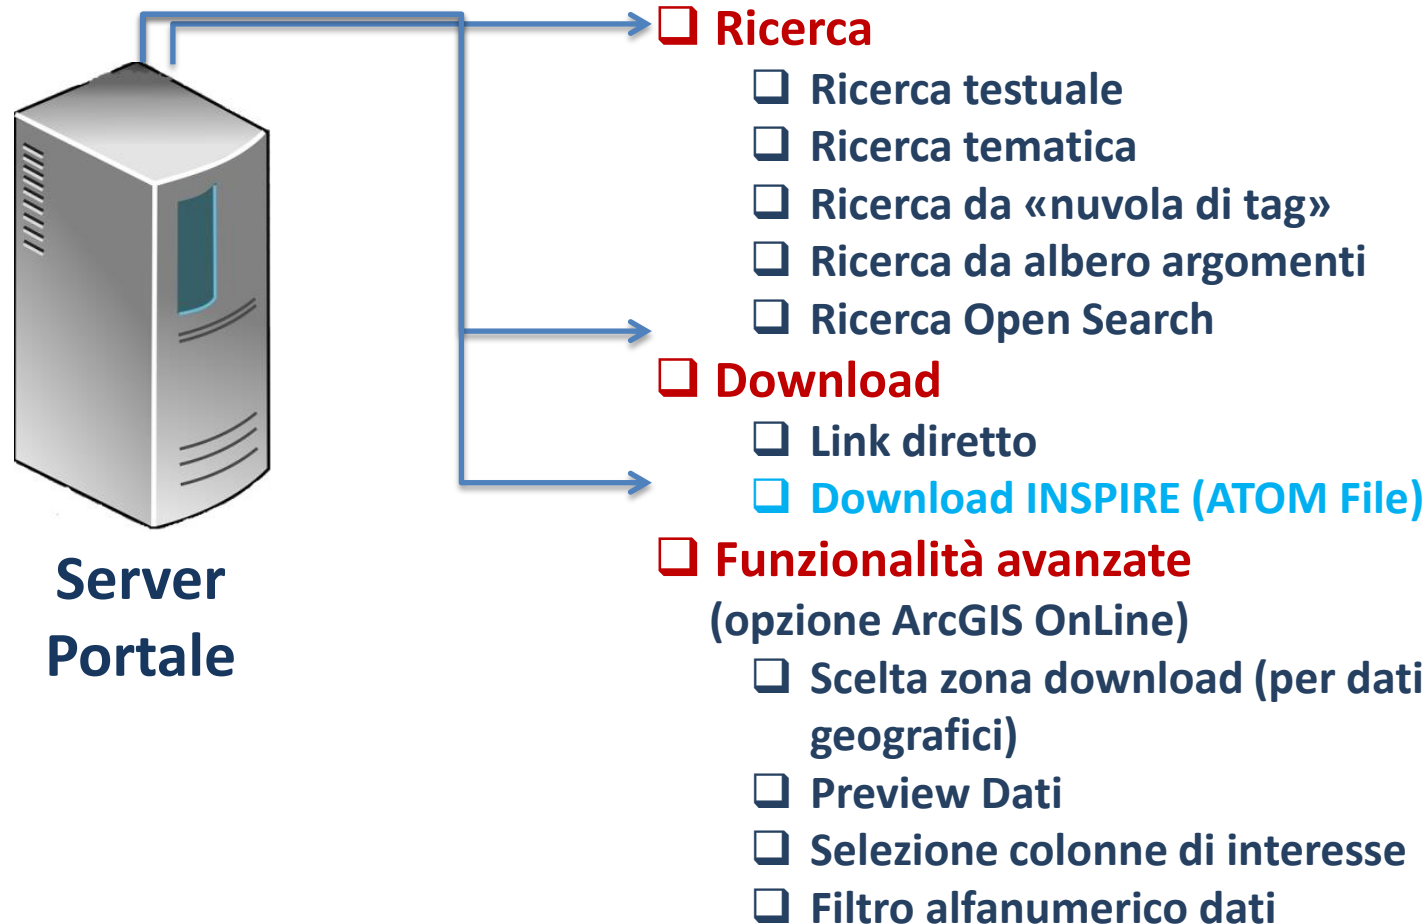 Server
Portale
Ricerca
Ricerca testuale
Ricerca tematica
Ricerca da «nuvola di tag»
Ricerca da albero argomenti
Ricerca Open Search
Download
Link diretto
Download INSPIRE (ATOM File)
Funzionalità avanzate
(opzione ArcGIS OnLine)
Scelta zona download (per dati
geografici)
Preview Dati
Selezione colonne di interesse
Filtro alfanumerico dati